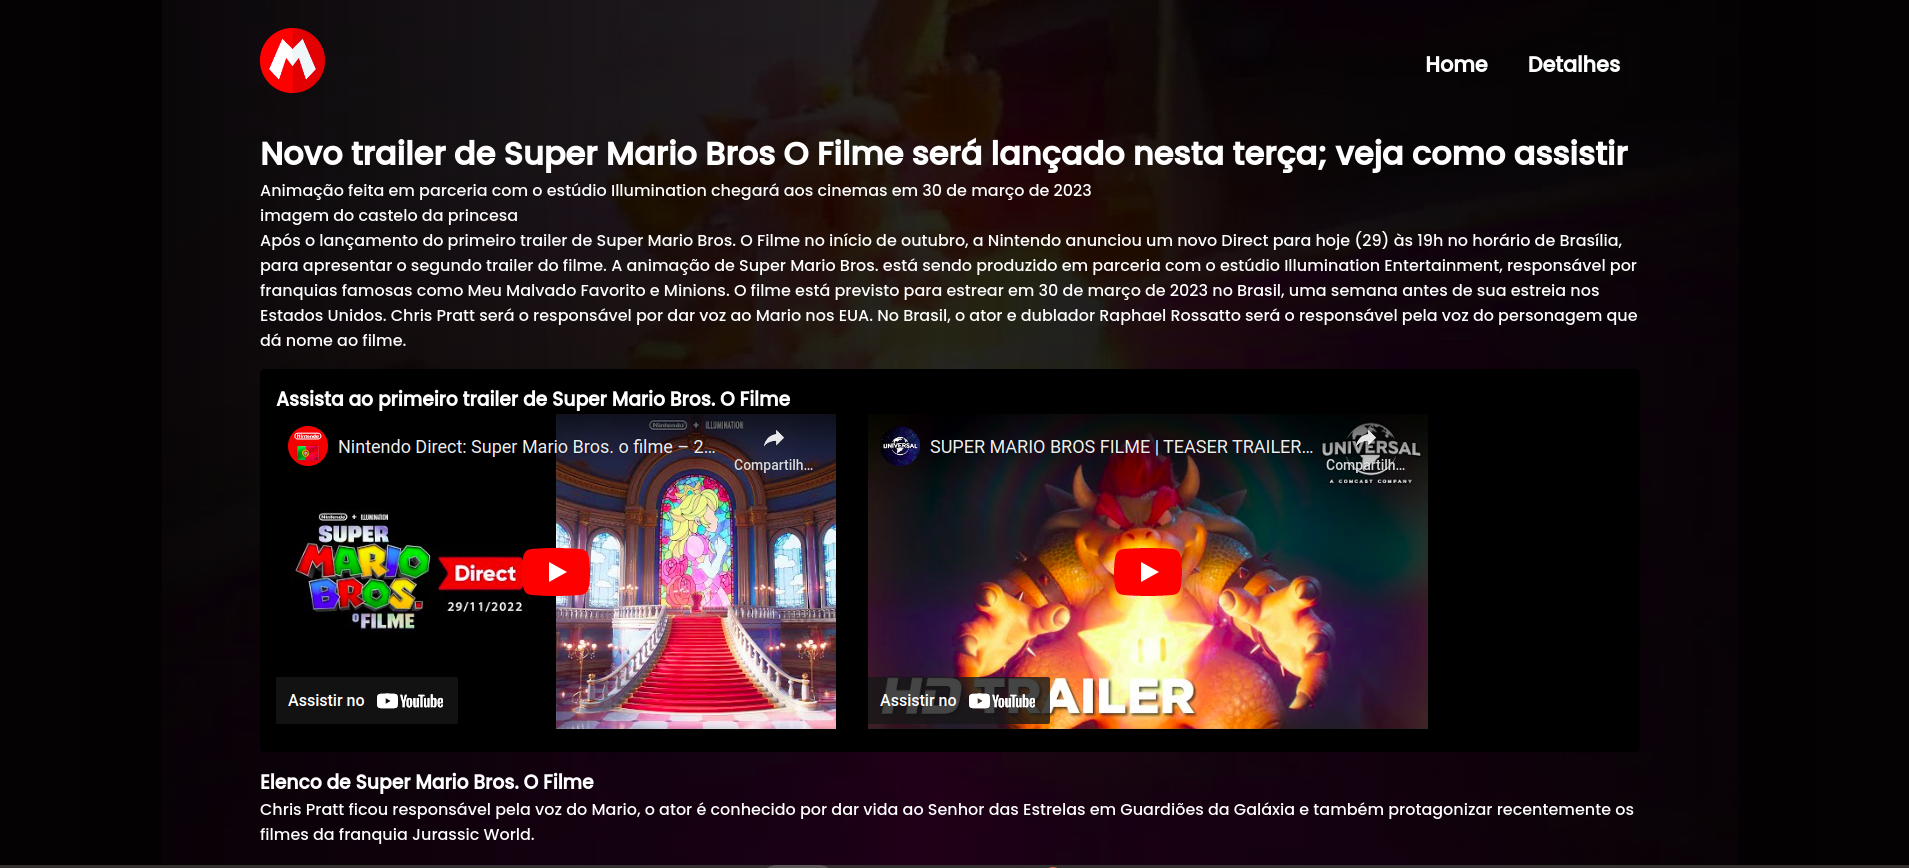 M
Home Detalhes
Novo trailer de Super Mario Bros O Filme será lançado nesta terça; veja como assistir
Animação feita em parceria com o estúdio Illumination chegará aos cinemas em 30 de março de 2023
imagem do castelo da princesa
Após o lançamento do primeiro trailer de Super Mario Bros. O Filme no início de outubro, a Nintendo anunciou um novo Direct para hoje (29) às 19h no horário de Brasília,
para apresentar o segundo trailer do filme. A animação de Super Mario Bros. está sendo produzido em parceria com o estúdio Illumination Entertainment, responsável por
franquias famosas como Meu Malvado Favorito e Minions. O filme está previsto para estrear em 30 de março de 2023 no Brasil, uma semana antes de sua estreia nos
Estados Unidos. Chris Pratt será o responsável por dar voz ao Mario nos EUA. No Brasil, o ator e dublador Raphael Rossatto será o responsável pela voz do personagem que
dá nome ao filme.
Assista ao primeiro trailer de Super Mario Bros. O Filme
Nintendo + ILLUMINATION
Nintendo
Nintendo Direct: Super Mario Bros. o filme – 2...
Compartilh...
Nintendo + ILLUMINATION
SUPER
MARIO
BROS.
O FILME
Direct
29/11/2022
Assistir no YouTube
UNIVERSAL
SUPER MARIO BROS FILME | TEASER TRAILER...
UNIVERSAL
Compartilh...
A COMCAST COMPANY
HD TRAILER
Assistir no YouTube
Elenco de Super Mario Bros. O Filme
Chris Pratt ficou responsável pela voz do Mario, o ator é conhecido por dar vida ao Senhor das Estrelas em Guardiões da Galáxia e também protagonizar recentemente os
filmes da franquia Jurassic World.